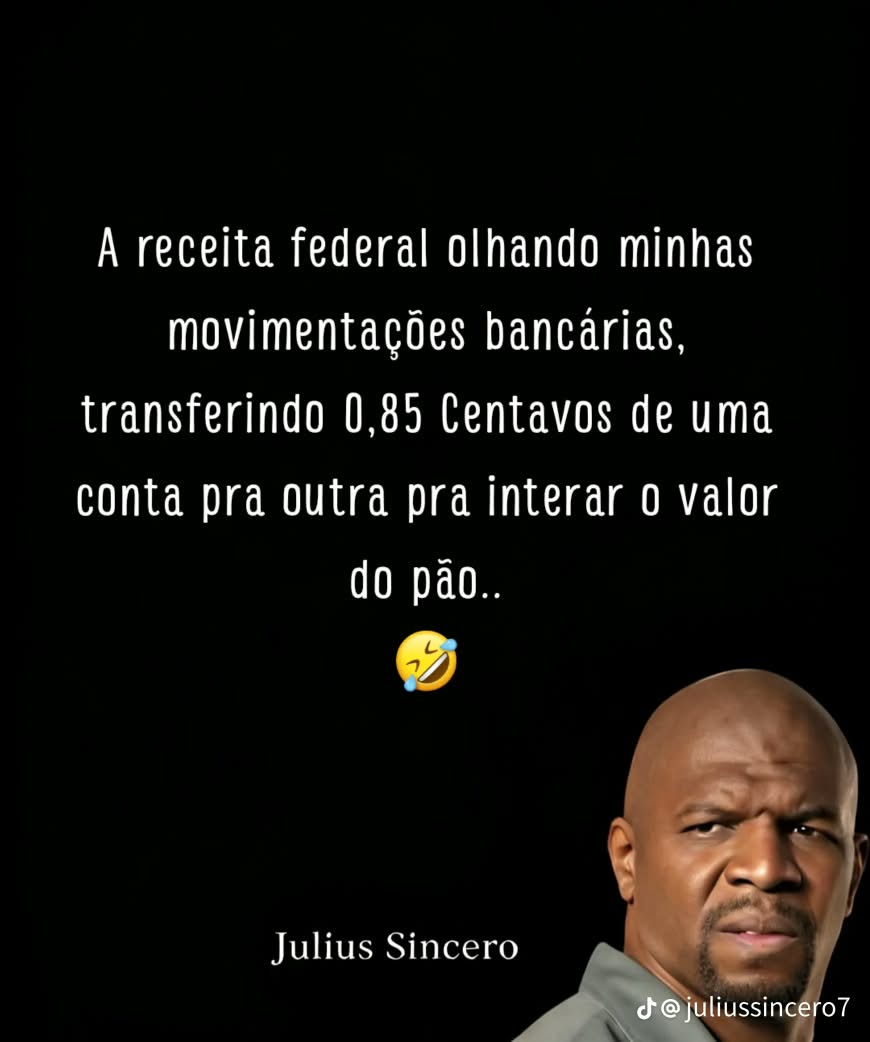 A receita federal olhando minhas
movimentações bancárias,
transferindo 0,85 Centavos de uma
conta pra outra pra interar o valor
do pão..
🤣
Julius Sincero
@juliussincero7